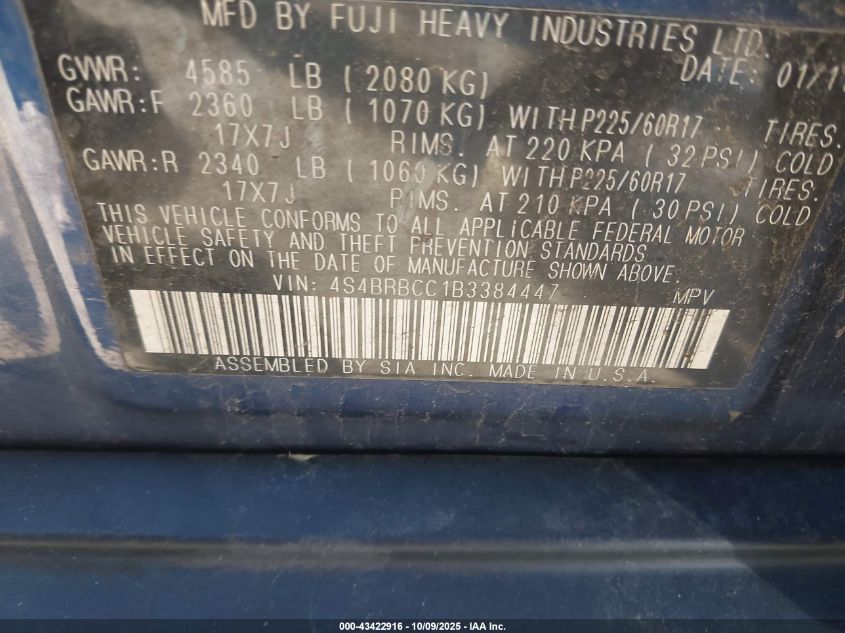 MFD BY FUJI HEAVY INDUSTRIES LTD.
DATE: 01/1
GVWR: 4585 LB ( 2080 KG)
GAWR:F 2360 LB ( 1070 KG) WITH P225/60R17 TIRES.
17X7J RIMS. AT 220 KPA ( 32 PSI) COLD
GAWR:R 2340 LB ( 1060 KG) WITH P225/60R17 TIRES.
17X7J RIMS. AT 210 KPA ( 30 PSI) COLD
THIS VEHICLE CONFORMS TO ALL APPLICABLE FEDERAL MOTOR
VEHICLE SAFETY AND THEFT PREVENTION STANDARDS
IN EFFECT ON THE DATE OF MANUFACTURE SHOWN ABOVE.
VIN: 4S4BRBCC1B3384447 MPV
ASSEMBLED BY SIA INC. MADE IN U.S.A.
000-43422916 - 10/09/2025 - IAA Inc.